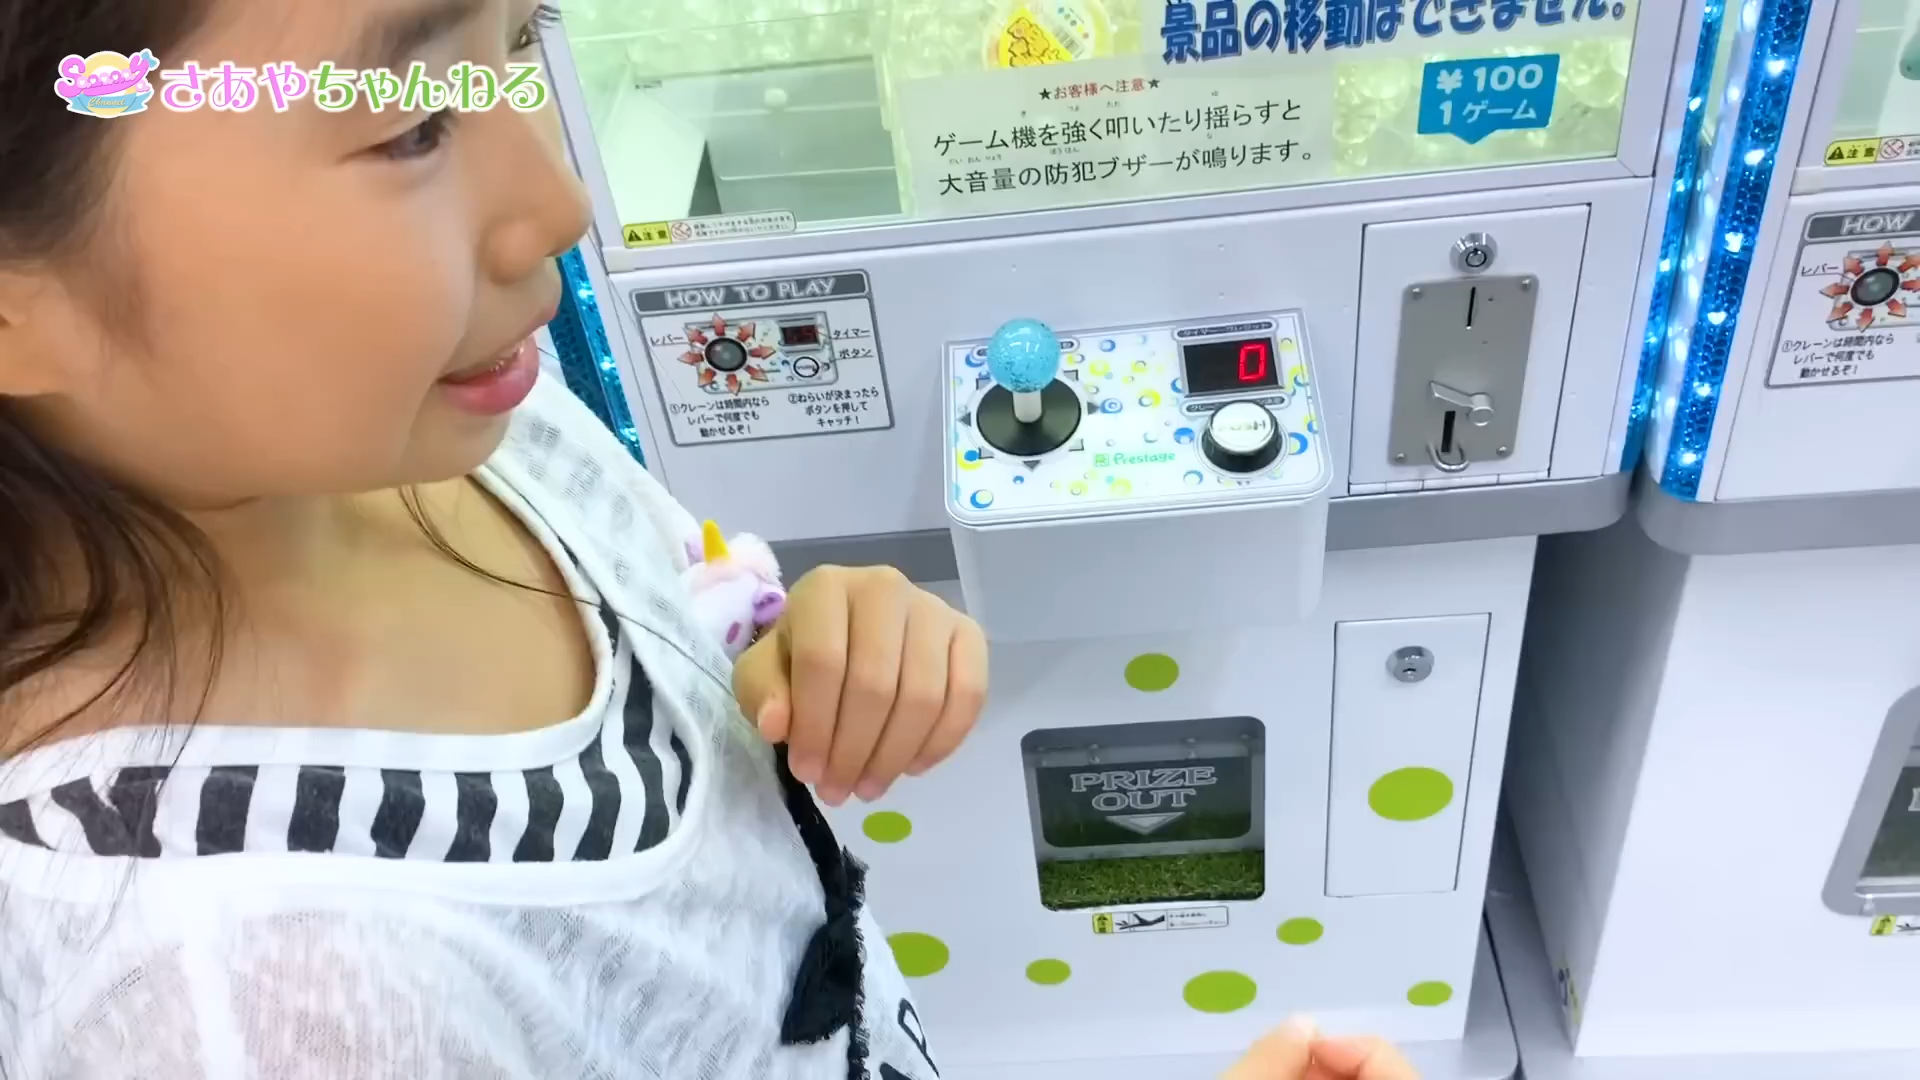 さあやちゃんねる
Channel
景品の移動はできません。
¥100
1ゲーム
★お客様へ注意★
ゲーム機を強く叩いたり揺らすと
大音量の防犯ブザーが鳴ります。
注意
HOW TO PLAY
レバー
タイマー
ボタン
①クレーンは時間内なら
レバーで何度でも
動かせるぞ!
②ねらいが決まったら
ボタンを押して
キャッチ!
0
PUSH
Prestage
PRIZE
OUT
注意
HOW
レバー
①クレーンは時間内なら
レバーで何度でも
動かせるぞ!